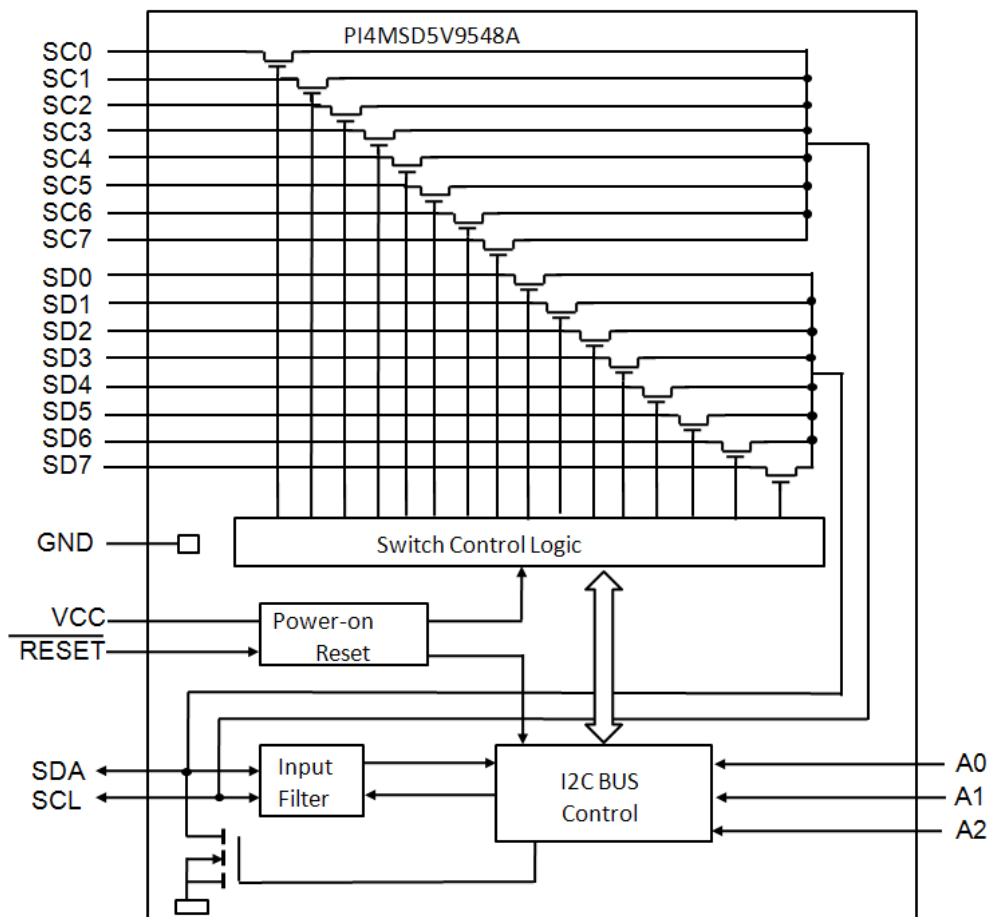 PI4MSD5V9548A
SC0
SC1
SC2
SC3
SC4
SC5
SC6
SC7
SD0
SD1
SD2
SD3
SD4
SD5
SD6
SD7
GND
Switch Control Logic
VCC
RESET
Power-on
Reset
SDA
SCL
Input
Filter
I2C BUS
Control
A0
A1
A2